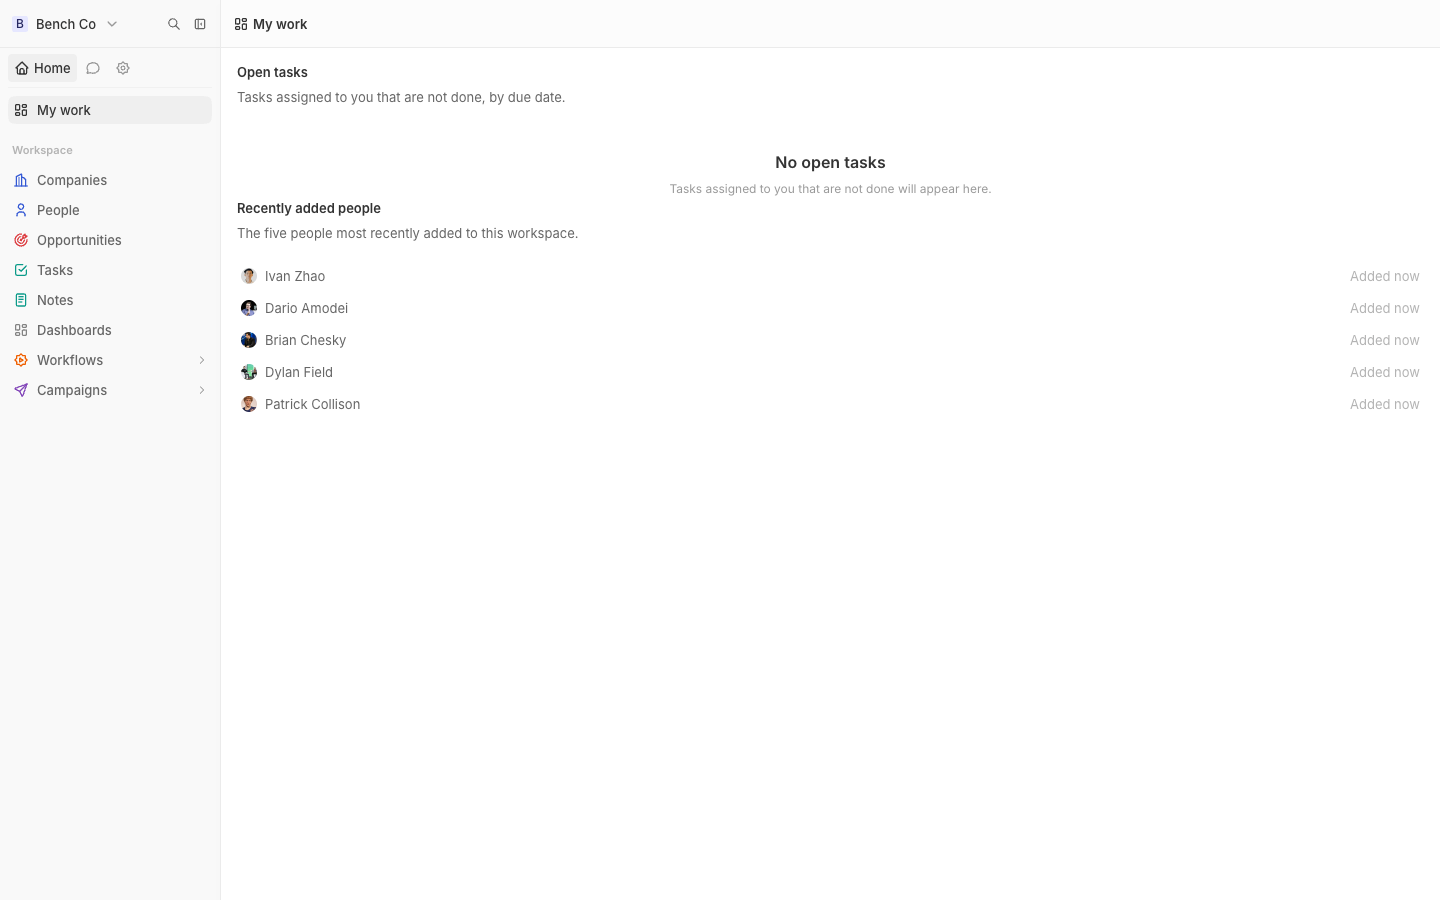 B Bench Co
My work
Home
My work
Workspace
Companies
People
Opportunities
Tasks
Notes
Dashboards
Workflows
Campaigns
Open tasks
Tasks assigned to you that are not done, by due date.
No open tasks
Tasks assigned to you that are not done will appear here.
Recently added people
The five people most recently added to this workspace.
Ivan Zhao Added now
Dario Amodei Added now
Brian Chesky Added now
Dylan Field Added now
Patrick Collison Added now